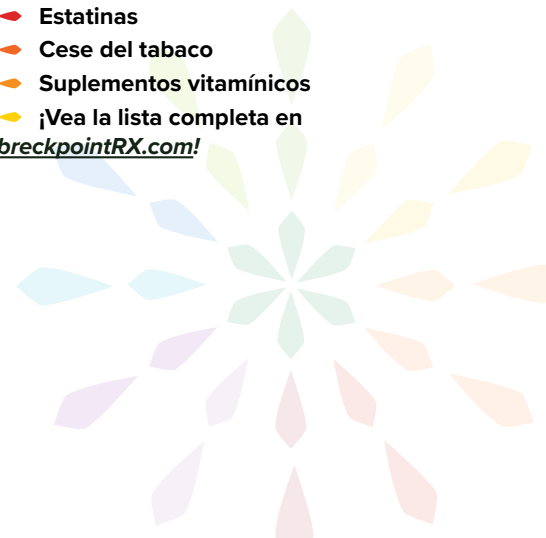 Estatinas
Cese del tabaco
Suplementos vitamínicos
¡Vea la lista completa en
breckpointRX.com!